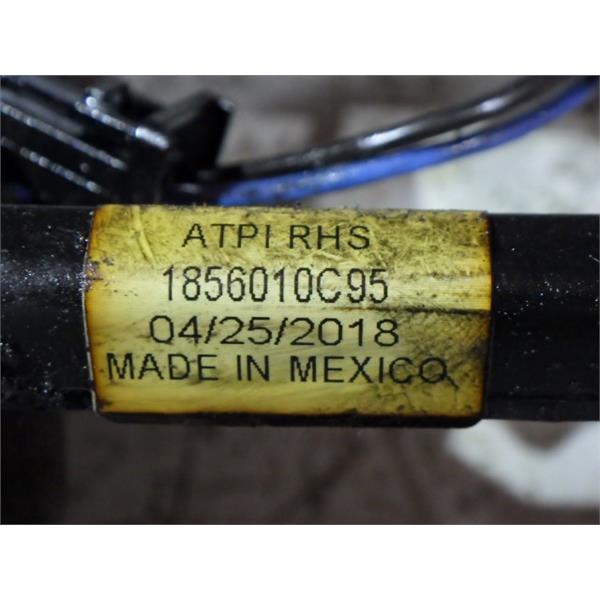 ATPI RHS
1856010C95
04/25/2018
MADE IN MEXICO